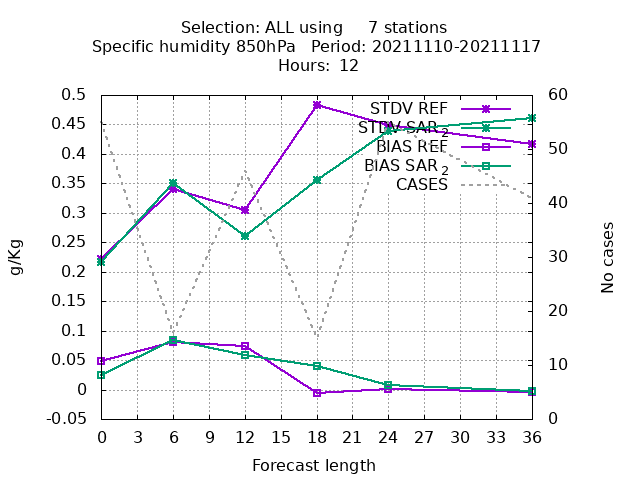 Selection: ALL using     7 stations
Specific humidity 850hPa   Period: 20211110-20211117
Hours:  12
0.5
0.45
0.4
0.35
0.3
0.25
0.2
0.15
0.1
0.05
0
-0.05
g/Kg
STDV REF
STDV SAR_2
BIAS REF
BIAS SAR_2
CASES
60
50
40
30
20
10
0
No cases
0 3 6 9 12 15 18 21 24 27 30 33 36
Forecast length